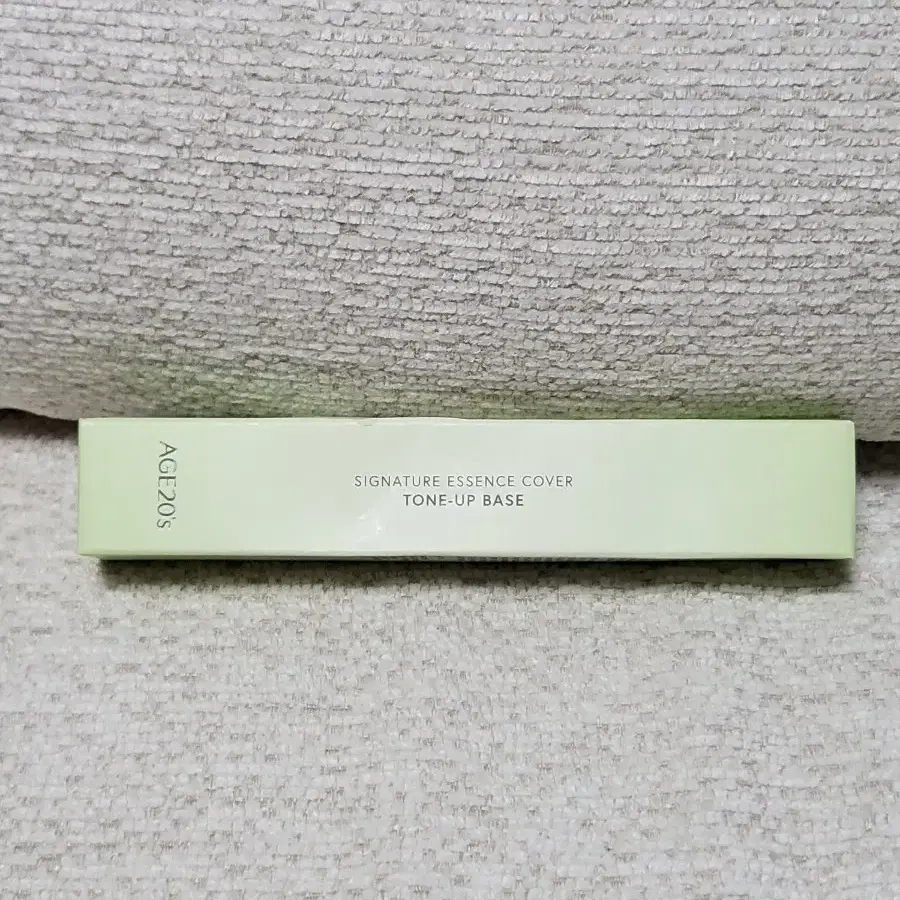 AGE20's
SIGNATURE ESSENCE COVER
TONE-UP BASE